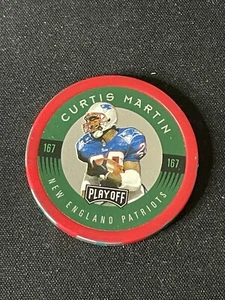 CURTIS MARTIN
167 167
PLAYOFF
NEW ENGLAND PATRIOTS